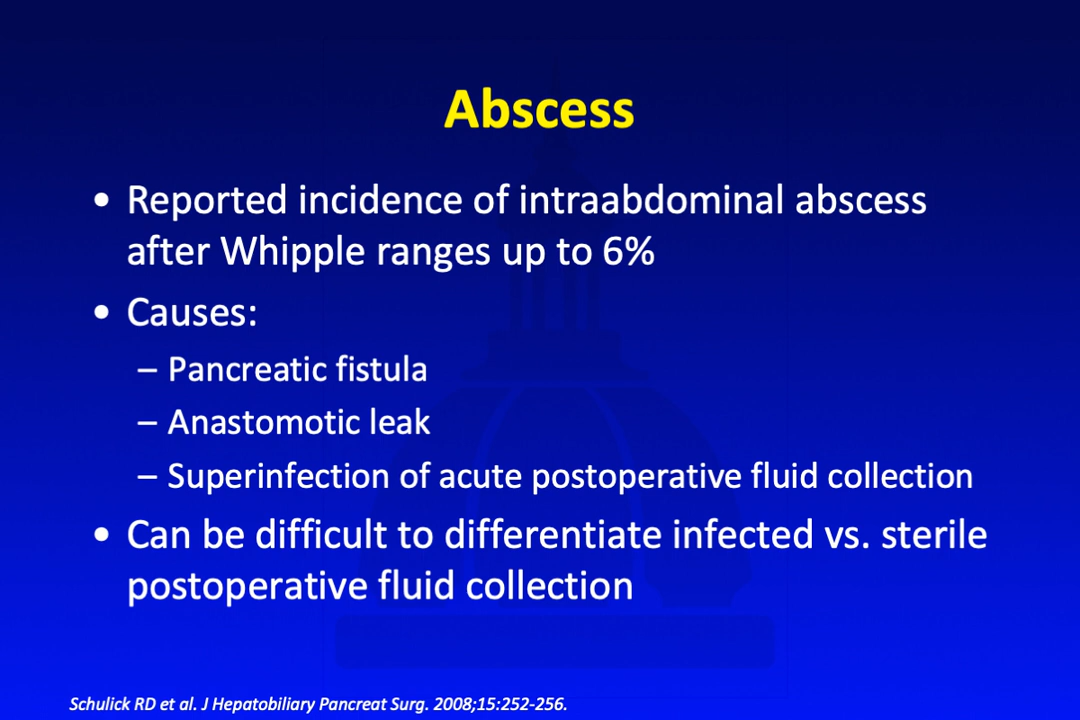 Abscess
• Reported incidence of intraabdominal abscess
after Whipple ranges up to 6%
• Causes:
– Pancreatic fistula
– Anastomotic leak
– Superinfection of acute postoperative fluid collection
• Can be difficult to differentiate infected vs. sterile
postoperative fluid collection
Schulick RD et al. J Hepatobiliary Pancreat Surg. 2008;15:252-256.